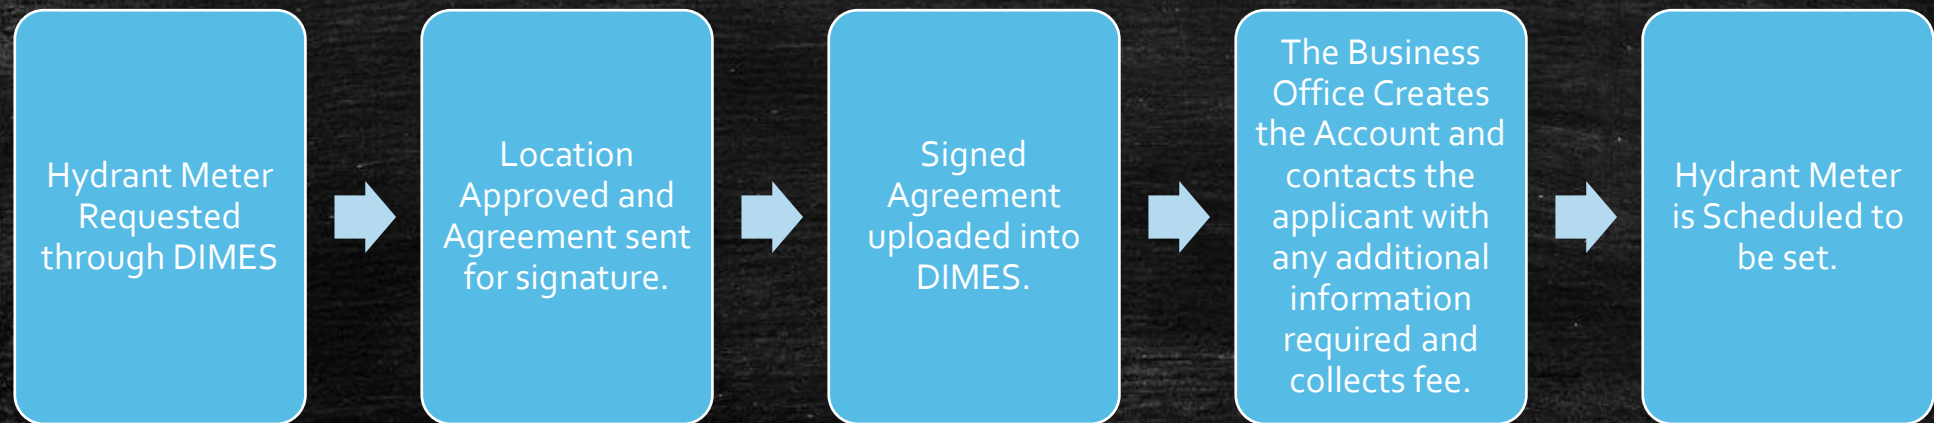 Hydrant Meter
Requested
through DIMES
Location
Approved and
Agreement sent
for signature.
Signed
Agreement
uploaded into
DIMES.
The Business
Office Creates
the Account and
contacts the
applicant with
any additional
information
required and
collects fee.
Hydrant Meter
is Scheduled to
be set.